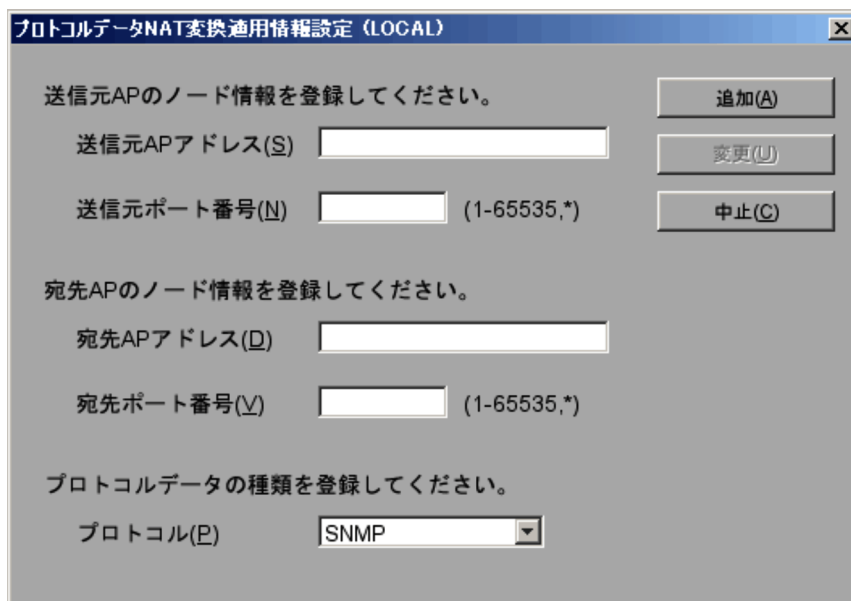 プロトコルデータNAT変換適用情報設定（LOCAL）
送信元APのノード情報を登録してください。
追加(A)
送信元APアドレス(S)
変更(U)
送信元ポート番号(N) (1-65535,*)
中止(C)
宛先APのノード情報を登録してください。
宛先APアドレス(D)
宛先ポート番号(V) (1-65535,*)
プロトコルデータの種類を登録してください。
プロトコル(P) SNMP